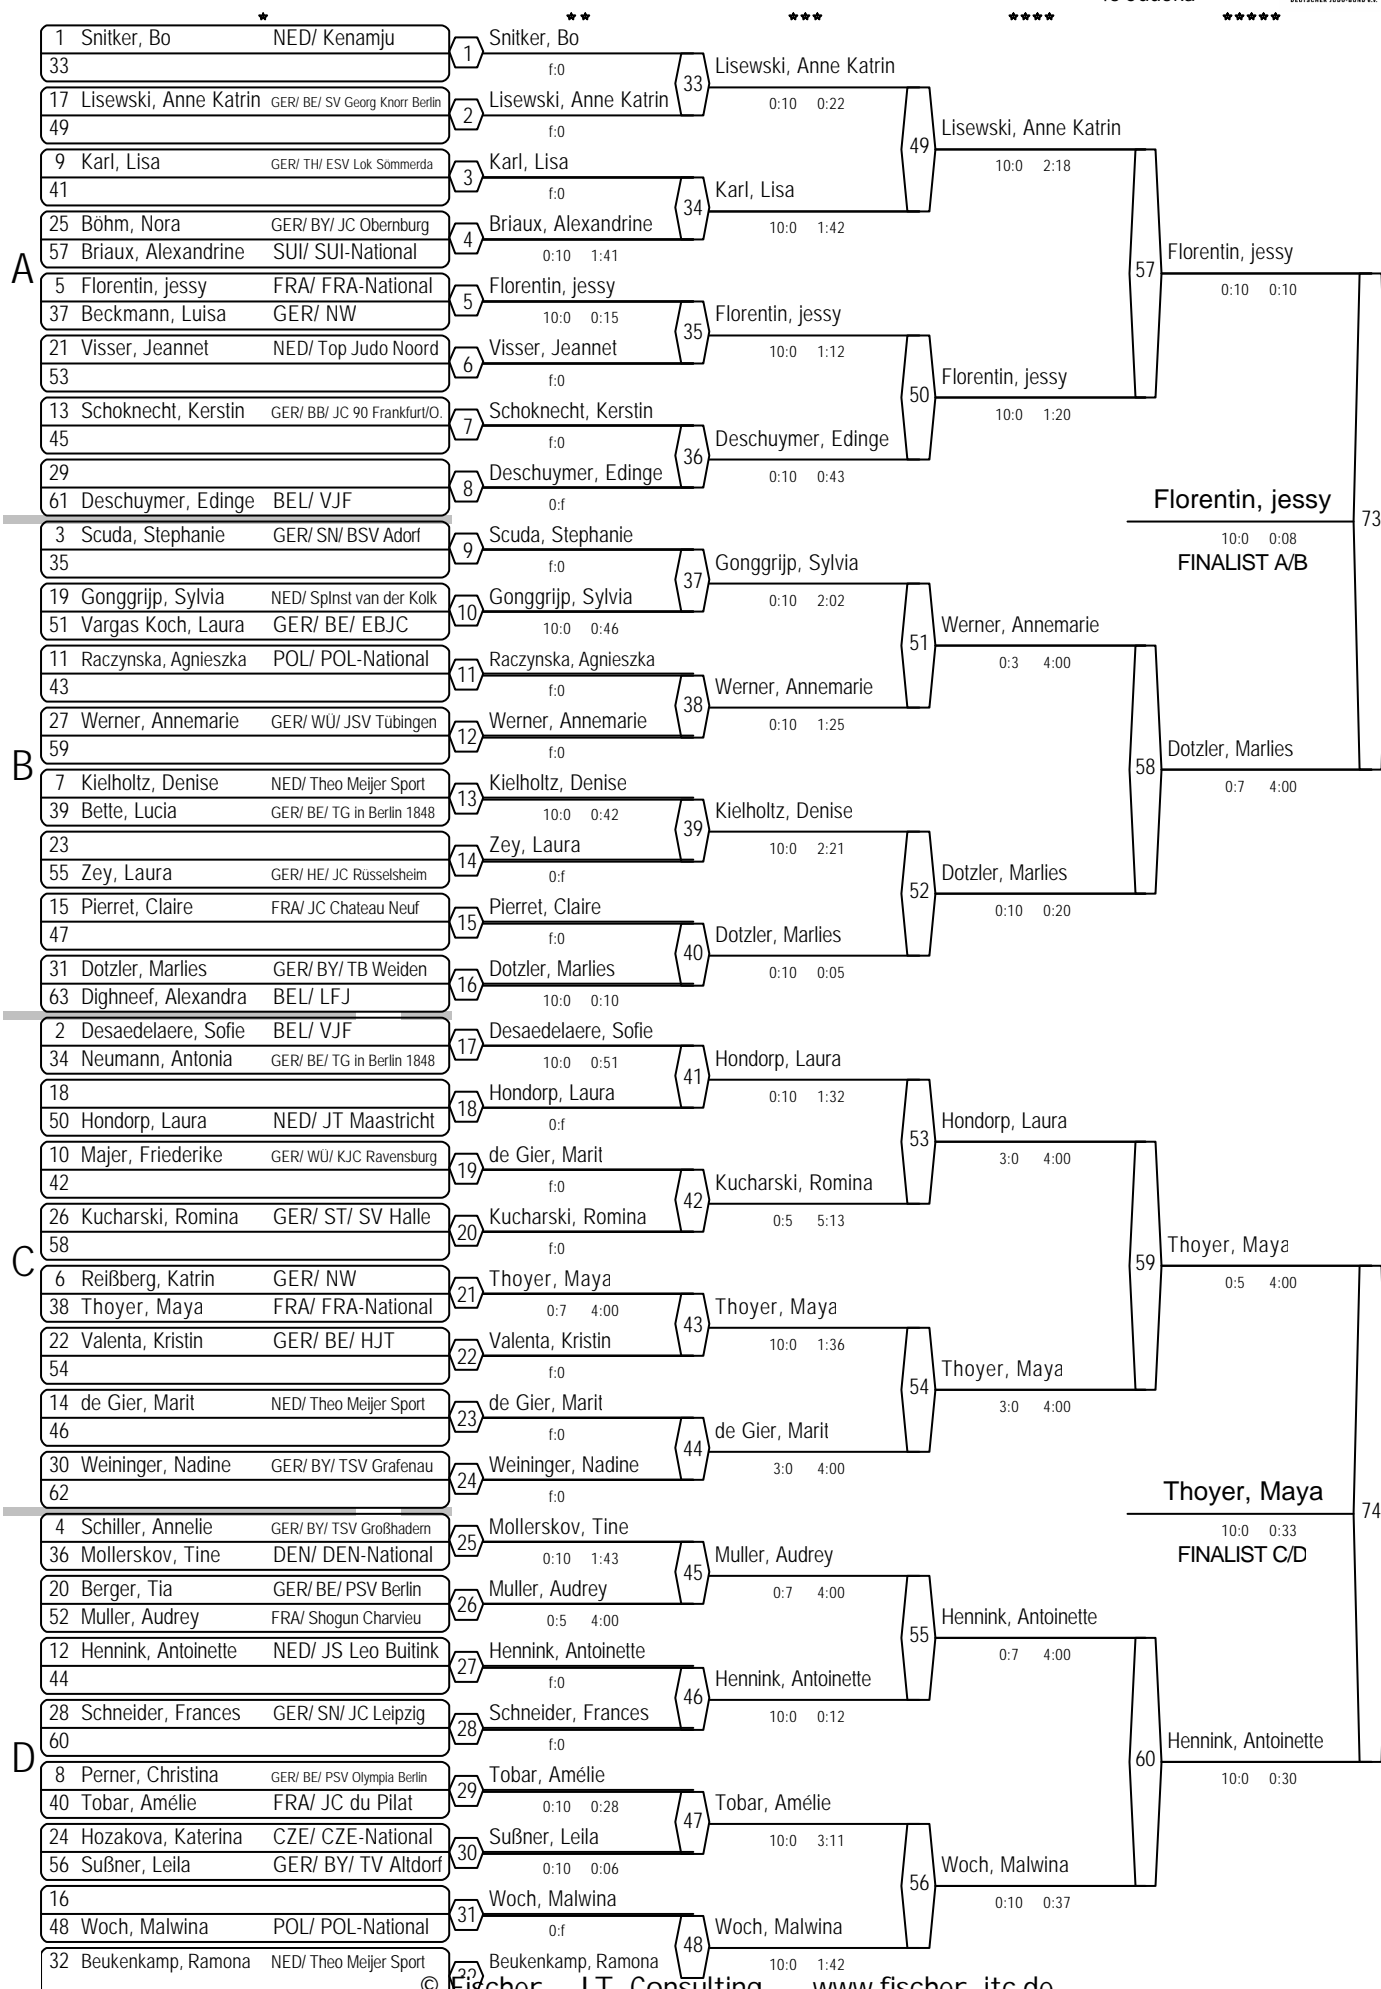 * ** *** **** *****
1 Snitker, Bo NED/ Kenamju
33
1
Snitker, Bo
f:0
17 Lisewski, Anne Katrin GER/ BE/ SV Georg Knorr Berlin
49
2
Lisewski, Anne Katrin
f:0
33
Lisewski, Anne Katrin
0:10 0:22
9 Karl, Lisa GER/ TH/ ESV Lok Sömmerda
41
3
Karl, Lisa
f:0
25 Böhm, Nora GER/ BY/ JC Obernburg
57 Briaux, Alexandrine SUI/ SUI-National
4
Briaux, Alexandrine
0:10 1:41
34
Karl, Lisa
10:0 1:42
49
Lisewski, Anne Katrin
10:0 2:18
A
5 Florentin, jessy FRA/ FRA-National
37 Beckmann, Luisa GER/ NW
5
Florentin, jessy
10:0 0:15
21 Visser, Jeannet NED/ Top Judo Noord
53
6
Visser, Jeannet
f:0
35
Florentin, jessy
10:0 1:12
13 Schoknecht, Kerstin GER/ BB/ JC 90 Frankfurt/O.
45
7
Schoknecht, Kerstin
f:0
29
61 Deschuymer, Edinge BEL/ VJF
8
Deschuymer, Edinge
0:f
36
Deschuymer, Edinge
0:10 0:43
50
Florentin, jessy
10:0 1:20
57
Florentin, jessy
0:10 0:10
Florentin, jessy
10:0 0:08
FINALIST A/B
73
3 Scuda, Stephanie GER/ SN/ BSV Adorf
35
9
Scuda, Stephanie
f:0
19 Gonggrijp, Sylvia NED/ SpInst van der Kolk
51 Vargas Koch, Laura GER/ BE/ EBJC
10
Gonggrijp, Sylvia
10:0 0:46
37
Gonggrijp, Sylvia
0:10 2:02
11 Raczynska, Agnieszka POL/ POL-National
43
11
Raczynska, Agnieszka
f:0
27 Werner, Annemarie GER/ WÜ/ JSV Tübingen
59
12
Werner, Annemarie
f:0
38
Werner, Annemarie
0:10 1:25
51
Werner, Annemarie
0:3 4:00
B
7 Kielholtz, Denise NED/ Theo Meijer Sport
39 Bette, Lucia GER/ BE/ TG in Berlin 1848
13
Kielholtz, Denise
10:0 0:42
23
55 Zey, Laura GER/ HE/ JC Rüsselsheim
14
Zey, Laura
0:f
39
Kielholtz, Denise
10:0 2:21
15 Pierret, Claire FRA/ JC Chateau Neuf
47
15
Pierret, Claire
f:0
31 Dotzler, Marlies GER/ BY/ TB Weiden
63 Dighneef, Alexandra BEL/ LFJ
16
Dotzler, Marlies
10:0 0:10
40
Dotzler, Marlies
0:10 0:05
52
Dotzler, Marlies
0:10 0:20
58
Dotzler, Marlies
0:7 4:00
2 Desaedelaere, Sofie BEL/ VJF
34 Neumann, Antonia GER/ BE/ TG in Berlin 1848
17
Desaedelaere, Sofie
10:0 0:51
18
50 Hondorp, Laura NED/ JT Maastricht
18
Hondorp, Laura
0:f
41
Hondorp, Laura
0:10 1:32
10 Majer, Friederike GER/ WÜ/ KJC Ravensburg
42
19
de Gier, Marit
f:0
26 Kucharski, Romina GER/ ST/ SV Halle
58
20
Kucharski, Romina
f:0
42
Kucharski, Romina
0:5 5:13
53
Hondorp, Laura
3:0 4:00
C
6 Reißberg, Katrin GER/ NW
38 Thoyer, Maya FRA/ FRA-National
21
Thoyer, Maya
0:7 4:00
22 Valenta, Kristin GER/ BE/ HJT
54
22
Valenta, Kristin
f:0
43
Thoyer, Maya
10:0 1:36
14 de Gier, Marit NED/ Theo Meijer Sport
46
23
de Gier, Marit
f:0
30 Weininger, Nadine GER/ BY/ TSV Grafenau
62
24
Weininger, Nadine
f:0
44
de Gier, Marit
3:0 4:00
54
Thoyer, Maya
3:0 4:00
59
Thoyer, Maya
0:5 4:00
Thoyer, Maya
10:0 0:33
FINALIST C/D
74
4 Schiller, Annelie GER/ BY/ TSV Großhadern
36 Mollerskov, Tine DEN/ DEN-National
25
Mollerskov, Tine
0:10 1:43
20 Berger, Tia GER/ BE/ PSV Berlin
52 Muller, Audrey FRA/ Shogun Charvieu
26
Muller, Audrey
0:5 4:00
45
Muller, Audrey
0:7 4:00
12 Hennink, Antoinette NED/ JS Leo Buitink
44
27
Hennink, Antoinette
f:0
28 Schneider, Frances GER/ SN/ JC Leipzig
60
28
Schneider, Frances
f:0
46
Hennink, Antoinette
10:0 0:12
55
Hennink, Antoinette
0:7 4:00
D
8 Perner, Christina GER/ BE/ PSV Olympia Berlin
40 Tobar, Amélie FRA/ JC du Pilat
29
Tobar, Amélie
0:10 0:28
24 Hozakova, Katerina CZE/ CZE-National
56 Sußner, Leila GER/ BY/ TV Altdorf
30
Sußner, Leila
0:10 0:06
47
Tobar, Amélie
10:0 3:11
16
48 Woch, Malwina POL/ POL-National
31
Woch, Malwina
0:f
32 Beukenkamp, Ramona NED/ Theo Meijer Sport
32
Beukenkamp, Ramona
48
Woch, Malwina
10:0 1:42
56
Woch, Malwina
0:10 0:37
60
Hennink, Antoinette
10:0 0:30
© Fischer J.T. Consulting www.fischer-jtc.de